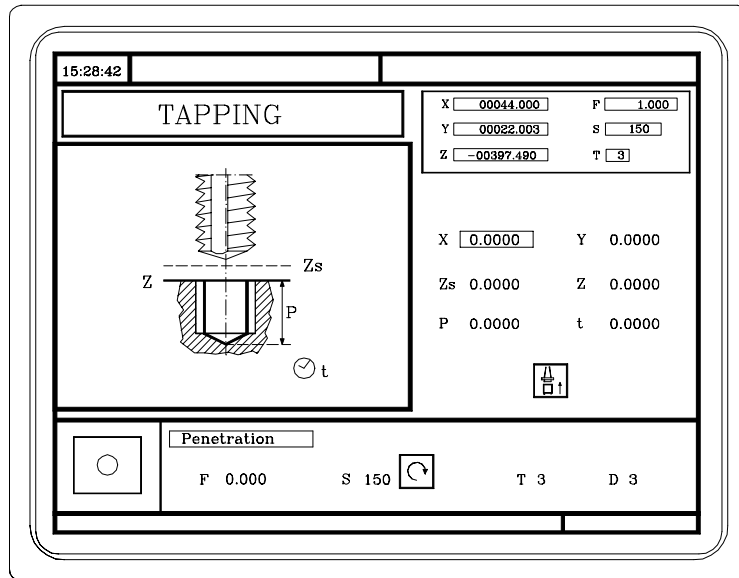 15:28:42
TAPPING
X 00044.000 F 1.000
Y 00022.003 S 150
Z -00397.490 T 3
Zs
Z
P
t
X 0.0000 Y 0.0000
Zs 0.0000 Z 0.0000
P 0.0000 t 0.0000
Penetration
F 0.000 S 150 T 3 D 3